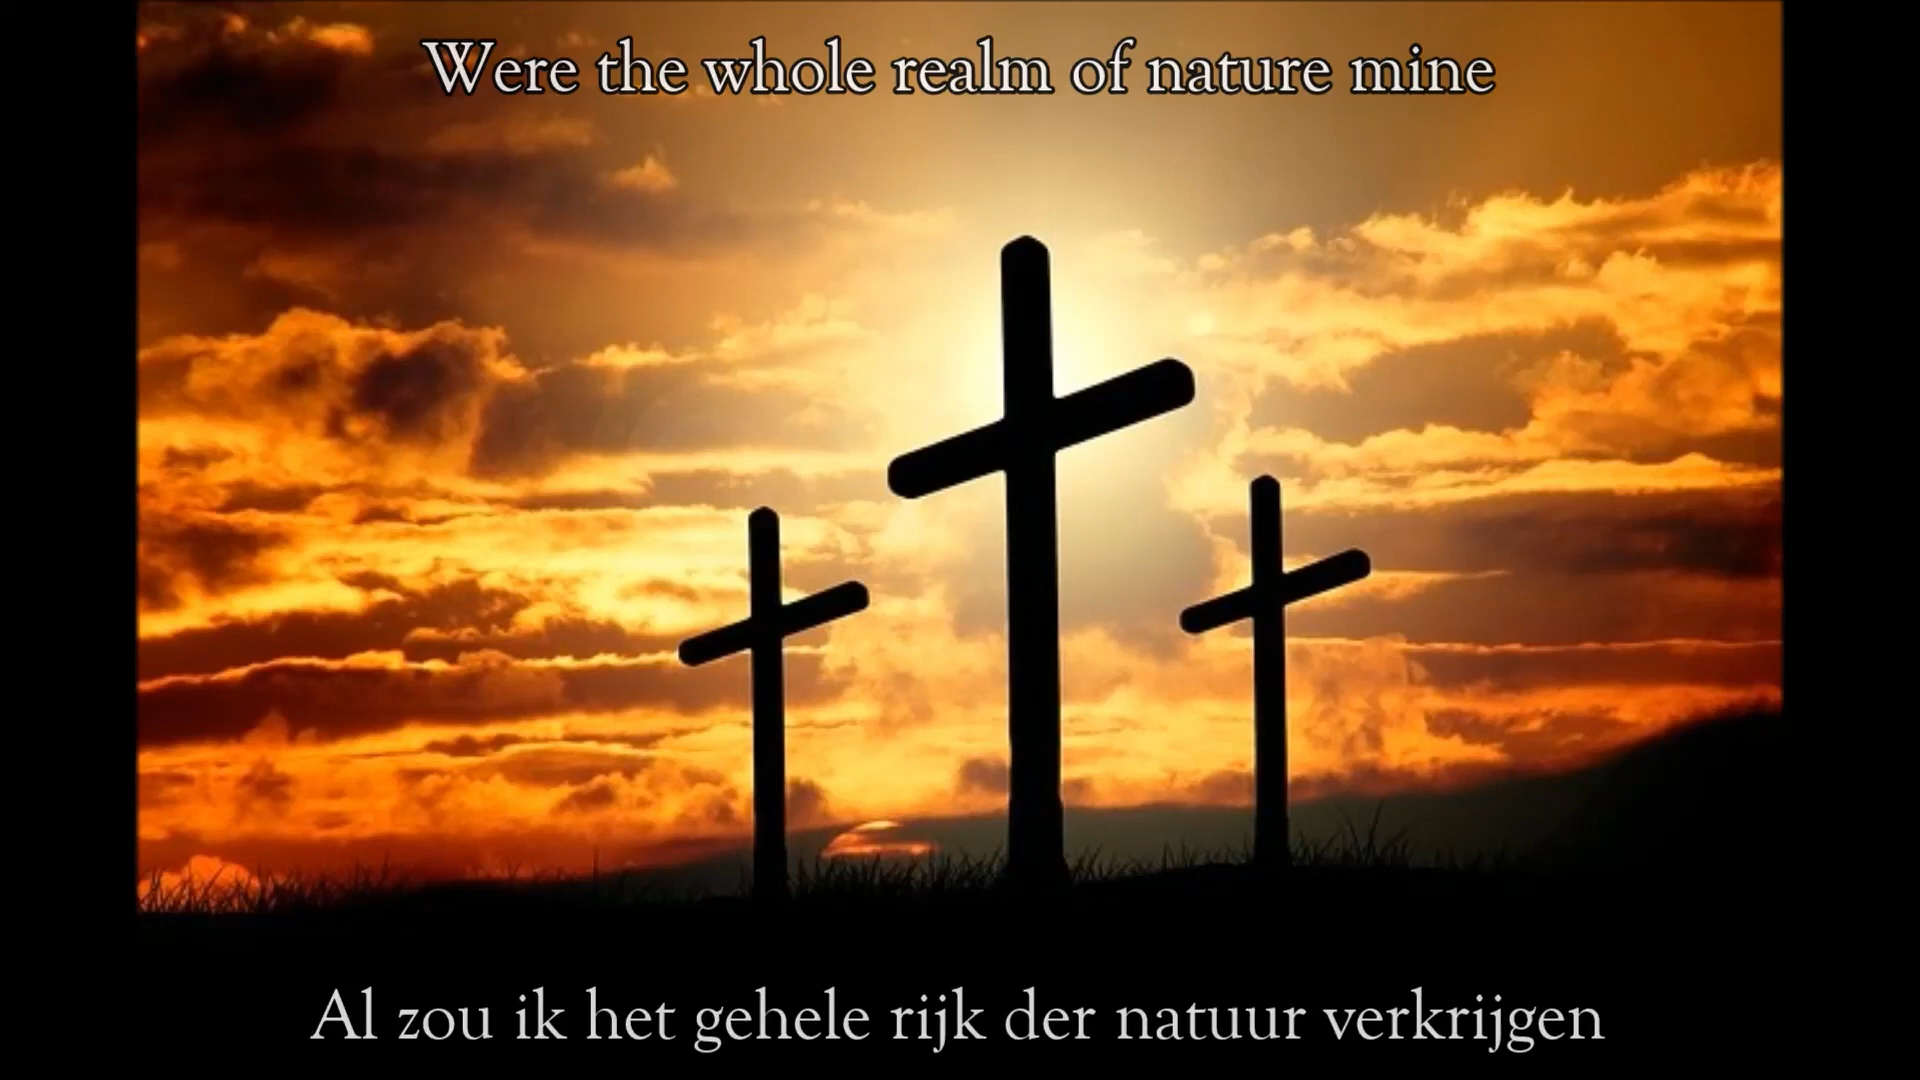 Were the whole realm of nature mine
Al zou ik het gehele rijk der natuur verkrijgen